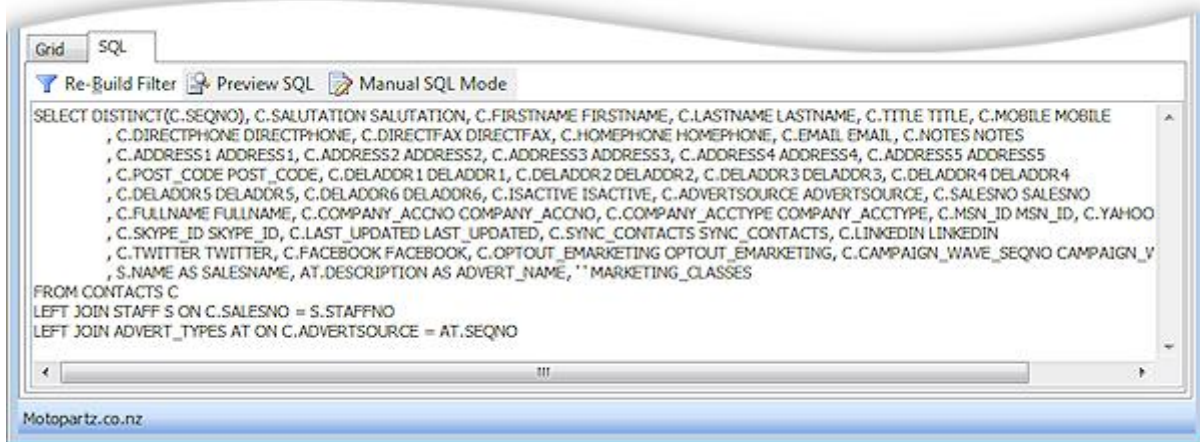 Grid SQL
Re-Build Filter Preview SQL Manual SQL Mode
SELECT DISTINCT(C.SEQNO), C.SALUTATION SALUTATION, C.FIRSTNAME FIRSTNAME, C.LASTNAME LASTNAME, C.TITLE TITLE, C.MOBILE MOBILE
, C.DIRECTPHONE DIRECTPHONE, C.DIRECTFAX DIRECTFAX, C.HOMEPHONE HOMEPHONE, C.EMAIL EMAIL, C.NOTES NOTES
, C.ADDRESS1 ADDRESS1, C.ADDRESS2 ADDRESS2, C.ADDRESS3 ADDRESS3, C.ADDRESS4 ADDRESS4, C.ADDRESS5 ADDRESS5
, C.POST_CODE POST_CODE, C.DELADDR1 DELADDR1, C.DELADDR2 DELADDR2, C.DELADDR3 DELADDR3, C.DELADDR4 DELADDR4
, C.DELADDR5 DELADDR5, C.DELADDR6 DELADDR6, C.ISACTIVE ISACTIVE, C.ADVERTSOURCE ADVERTSOURCE, C.SALESNO SALESNO
, C.FULLNAME FULLNAME, C.COMPANY_ACCNO COMPANY_ACCNO, C.COMPANY_ACCTYPE COMPANY_ACCTYPE, C.MSN_ID MSN_ID, C.YAHOO
, C.SKYPE_ID SKYPE_ID, C.LAST_UPDATED LAST_UPDATED, C.SYNC_CONTACTS SYNC_CONTACTS, C.LINKEDIN LINKEDIN
, C.TWITTER TWITTER, C.FACEBOOK FACEBOOK, C.OPTOUT_EMARKETING OPTOUT_EMARKETING, C.CAMPAIGN_WAVE_SEQNO CAMPAIGN_W
, S.NAME AS SALESNAME, AT.DESCRIPTION AS ADVERT_NAME, '' MARKETING_CLASSES
FROM CONTACTS C
LEFT JOIN STAFF S ON C.SALESNO = S.STAFFNO
LEFT JOIN ADVERT_TYPES AT ON C.ADVERTSOURCE = AT.SEQNO
Motopartz.co.nz